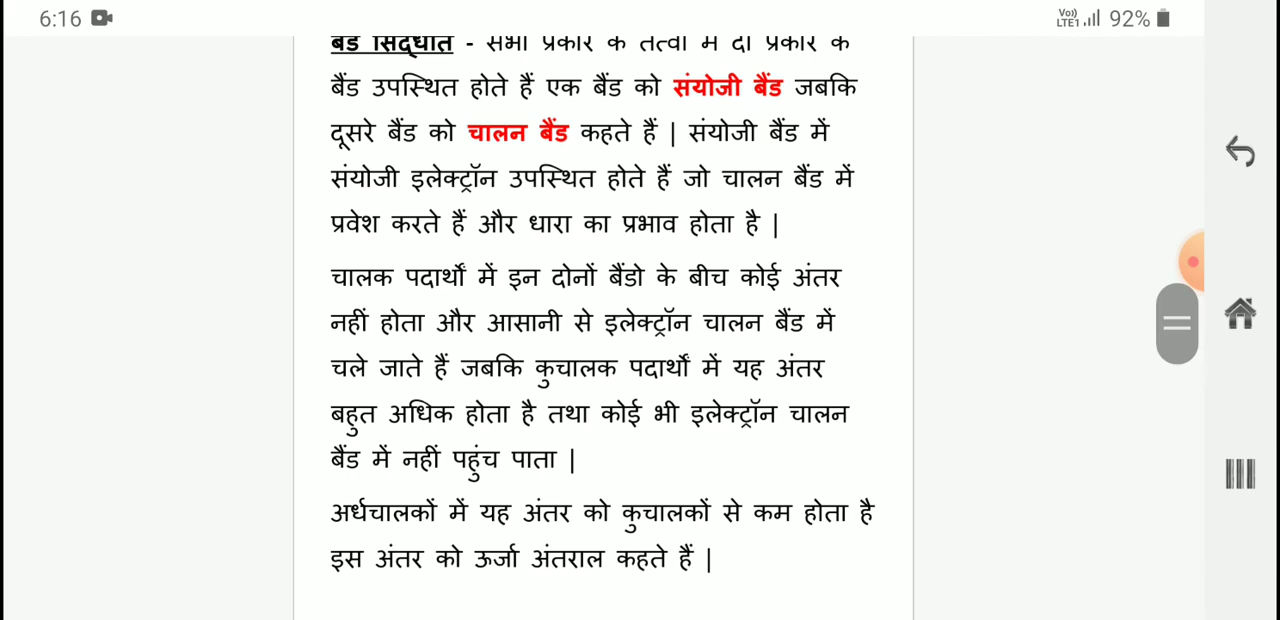 6:16
Vo)) LTE1 92%
बैंड सिद्धांत - सभी प्रकार के तत्वों में दो प्रकार के
बैंड उपस्थित होते हैं एक बैंड को संयोजी बैंड जबकि
दूसरे बैंड को चालन बैंड कहते हैं | संयोजी बैंड में
संयोजी इलेक्ट्रॉन उपस्थित होते हैं जो चालन बैंड में
प्रवेश करते हैं और धारा का प्रभाव होता है |
चालक पदार्थों में इन दोनों बैंडो के बीच कोई अंतर
नहीं होता और आसानी से इलेक्ट्रॉन चालन बैंड में
चले जाते हैं जबकि कुचालक पदार्थों में यह अंतर
बहुत अधिक होता है तथा कोई भी इलेक्ट्रॉन चालन
बैंड में नहीं पहुंच पाता |
अर्धचालकों में यह अंतर को कुचालकों से कम होता है
इस अंतर को ऊर्जा अंतराल कहते हैं |